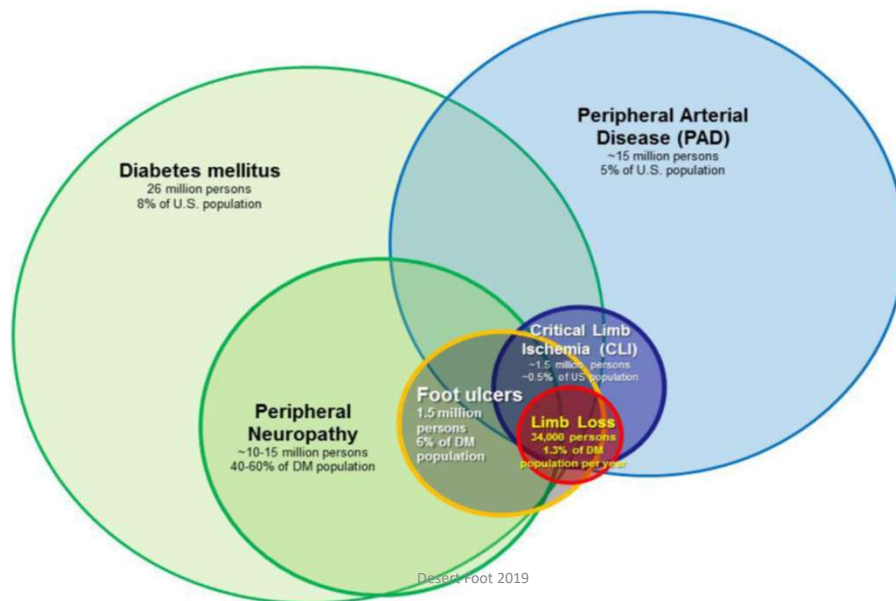 Peripheral Arterial
Disease (PAD)
~15 million persons
5% of U.S. population
Diabetes mellitus
26 million persons
8% of U.S. population
Critical Limb
Ischemia (CLI)
~1.5 million persons
~0.5% of US population
Foot ulcers
1.5 million
persons
6% of DM
population
Limb Loss
34,000 persons
1.3% of DM
population per year
Peripheral
Neuropathy
~10-15 million persons
40-60% of DM population
Desert Foot 2019